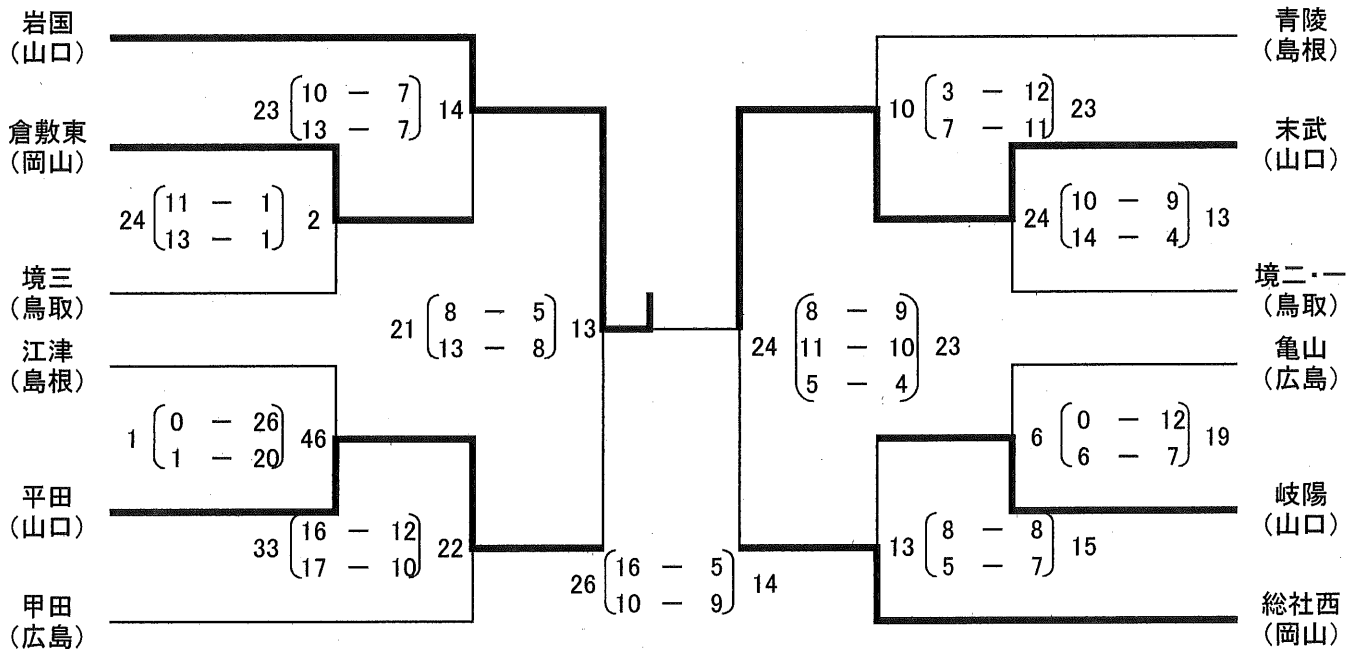 岩国
（山口）
倉敷東
（岡山）
境三
（鳥取）
江津
（島根）
平田
（山口）
甲田
（広島）
23 10 － 7 14
13 － 7
24 11 － 1 2
13 － 1
21 8 － 5 13
13 － 8
1 0 － 26 46
1 － 20
33 16 － 12 22
17 － 10
26 16 － 5 14
10 － 9
10 3 － 12 23
7 － 11
24 10 － 9 13
14 － 4
8 － 9
24 11 － 10 23
5 － 4
6 0 － 12 19
6 － 7
13 8 － 8 15
5 － 7
青陵
（島根）
末武
（山口）
境二・一
（鳥取）
亀山
（広島）
岐陽
（山口）
総社西
（岡山）